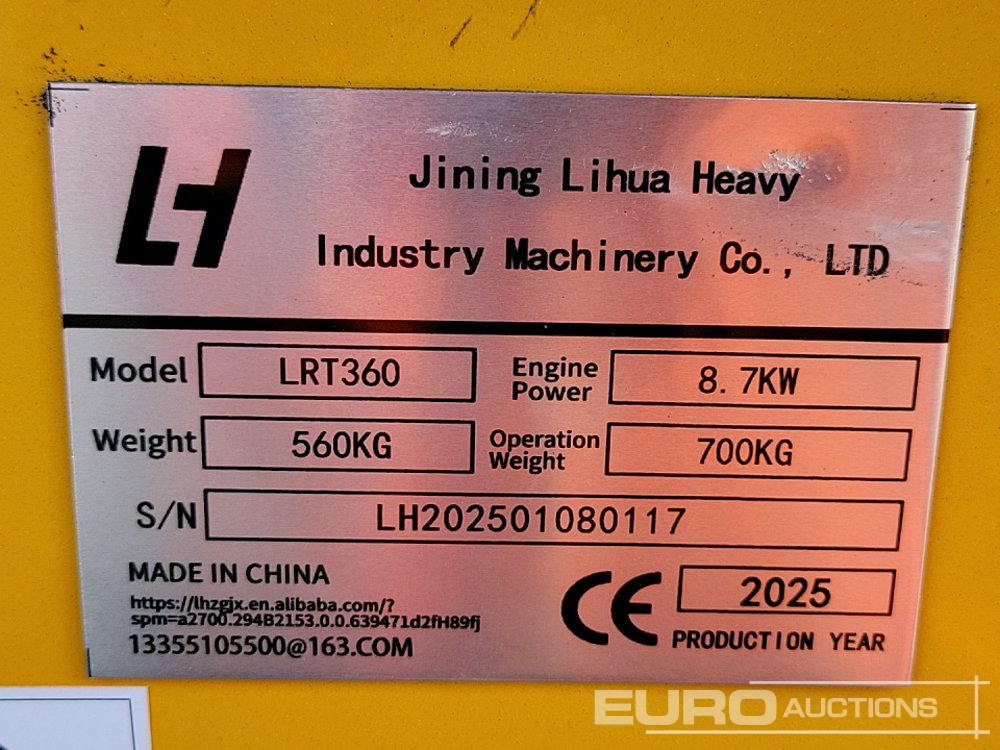 LH
Jining Lihua Heavy
Industry Machinery Co., LTD
Model LRT360
Engine Power 8.7KW
Weight 560KG
Operation Weight 700KG
S/N LH202501080117
MADE IN CHINA
https://lhzgjx.en.alibaba.com/?
spm=a2700.294B2153.0.0.639471d2fH89fj
13355105500@163.COM
CE 2025
PRODUCTION YEAR
EURO AUCTIONS